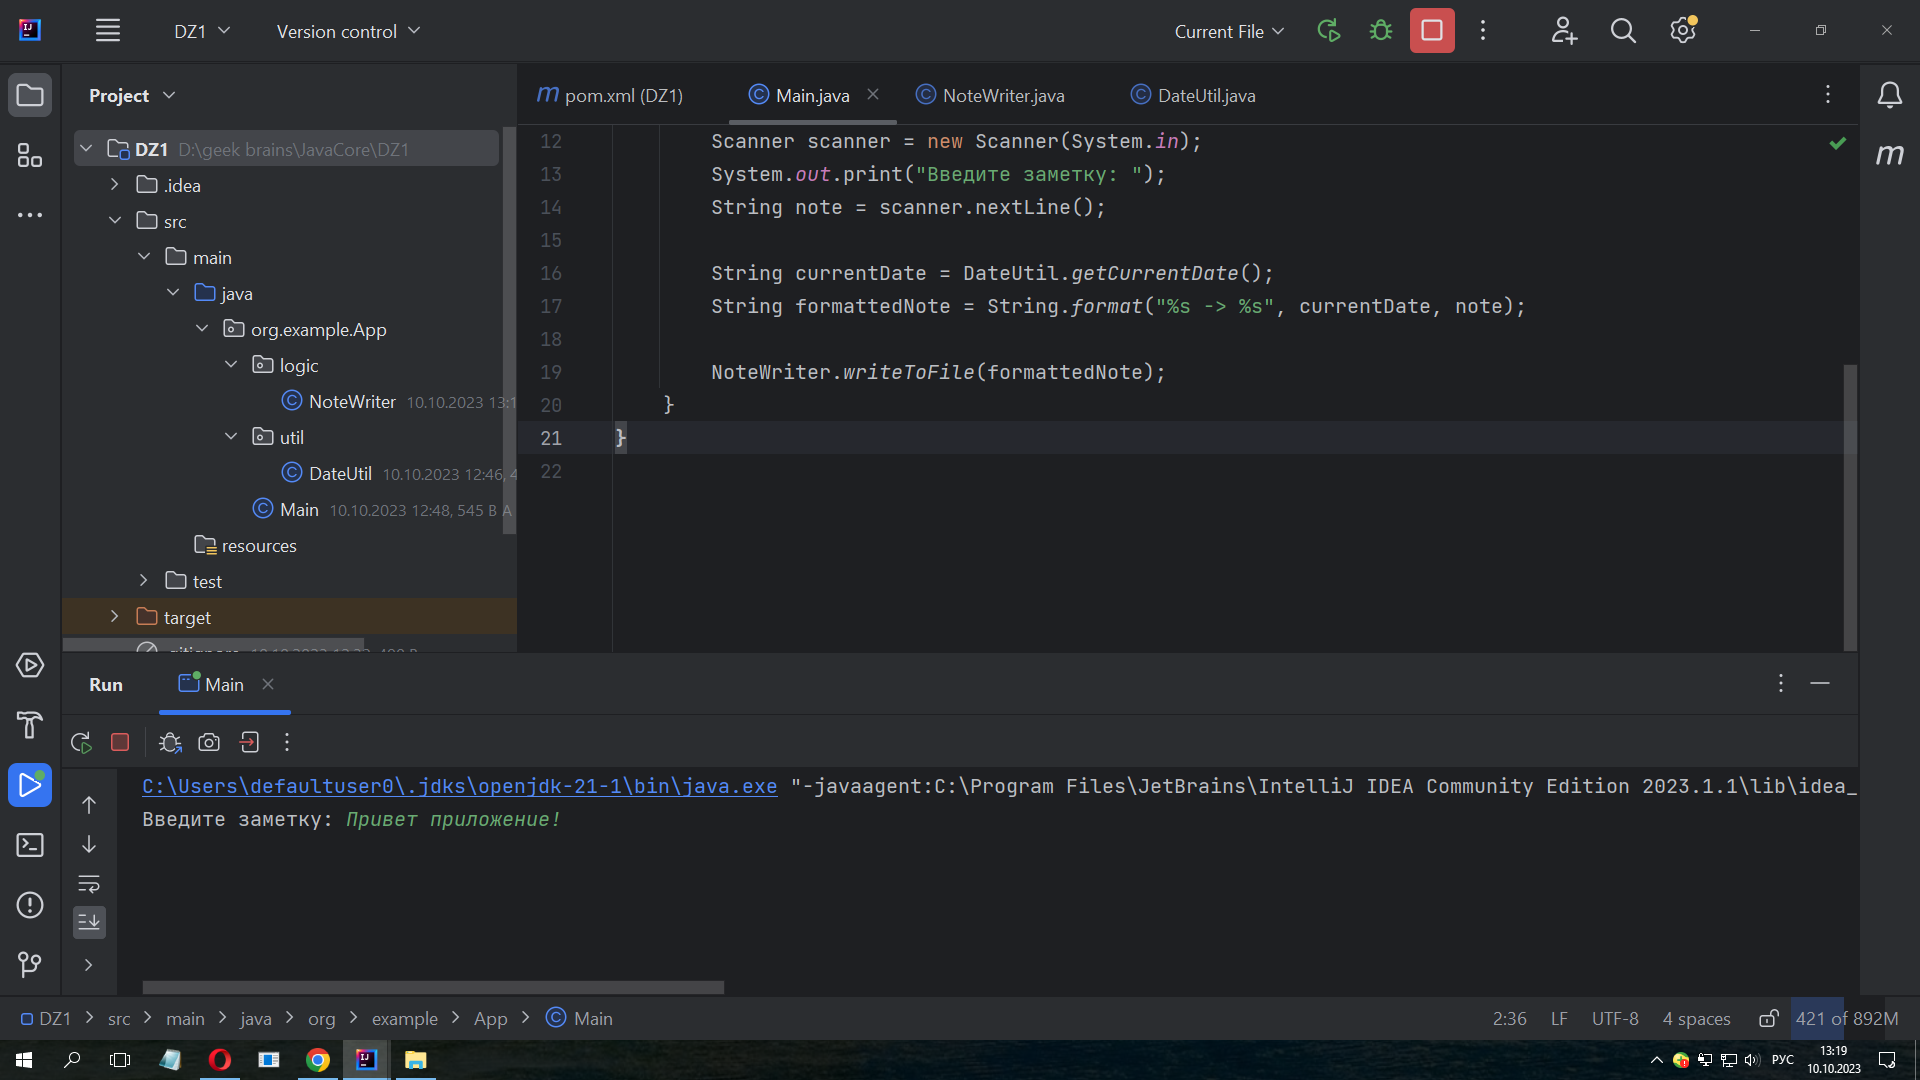 DZ1
Version control
Current File
Project
pom.xml (DZ1)
Main.java
NoteWriter.java
DateUtil.java
DZ1 D:\geek brains\JavaCore\DZ1
.idea
src
main
java
org.example.App
logic
NoteWriter 10.10.2023 13:1
util
DateUtil 10.10.2023 12:46, 4
Main 10.10.2023 12:48, 545 B A
resources
test
target
12 Scanner scanner = new Scanner(System.in);
13 System.out.print("Введите заметку: ");
14 String note = scanner.nextLine();
15
16 String currentDate = DateUtil.getCurrentDate();
17 String formattedNote = String.format("%s -> %s", currentDate, note);
18
19 NoteWriter.writeToFile(formattedNote);
20 }
21 }
22
Run
Main
C:\Users\defaultuser0\.jdks\openjdk-21-1\bin\java.exe "-javaagent:C:\Program Files\JetBrains\IntelliJ IDEA Community Edition 2023.1.1\lib\idea_
Введите заметку: Привет приложение!
DZ1 > src > main > java > org > example > App > Main
2:36 LF UTF-8 4 spaces 421 of 892M
РУС
13:19
10.10.2023